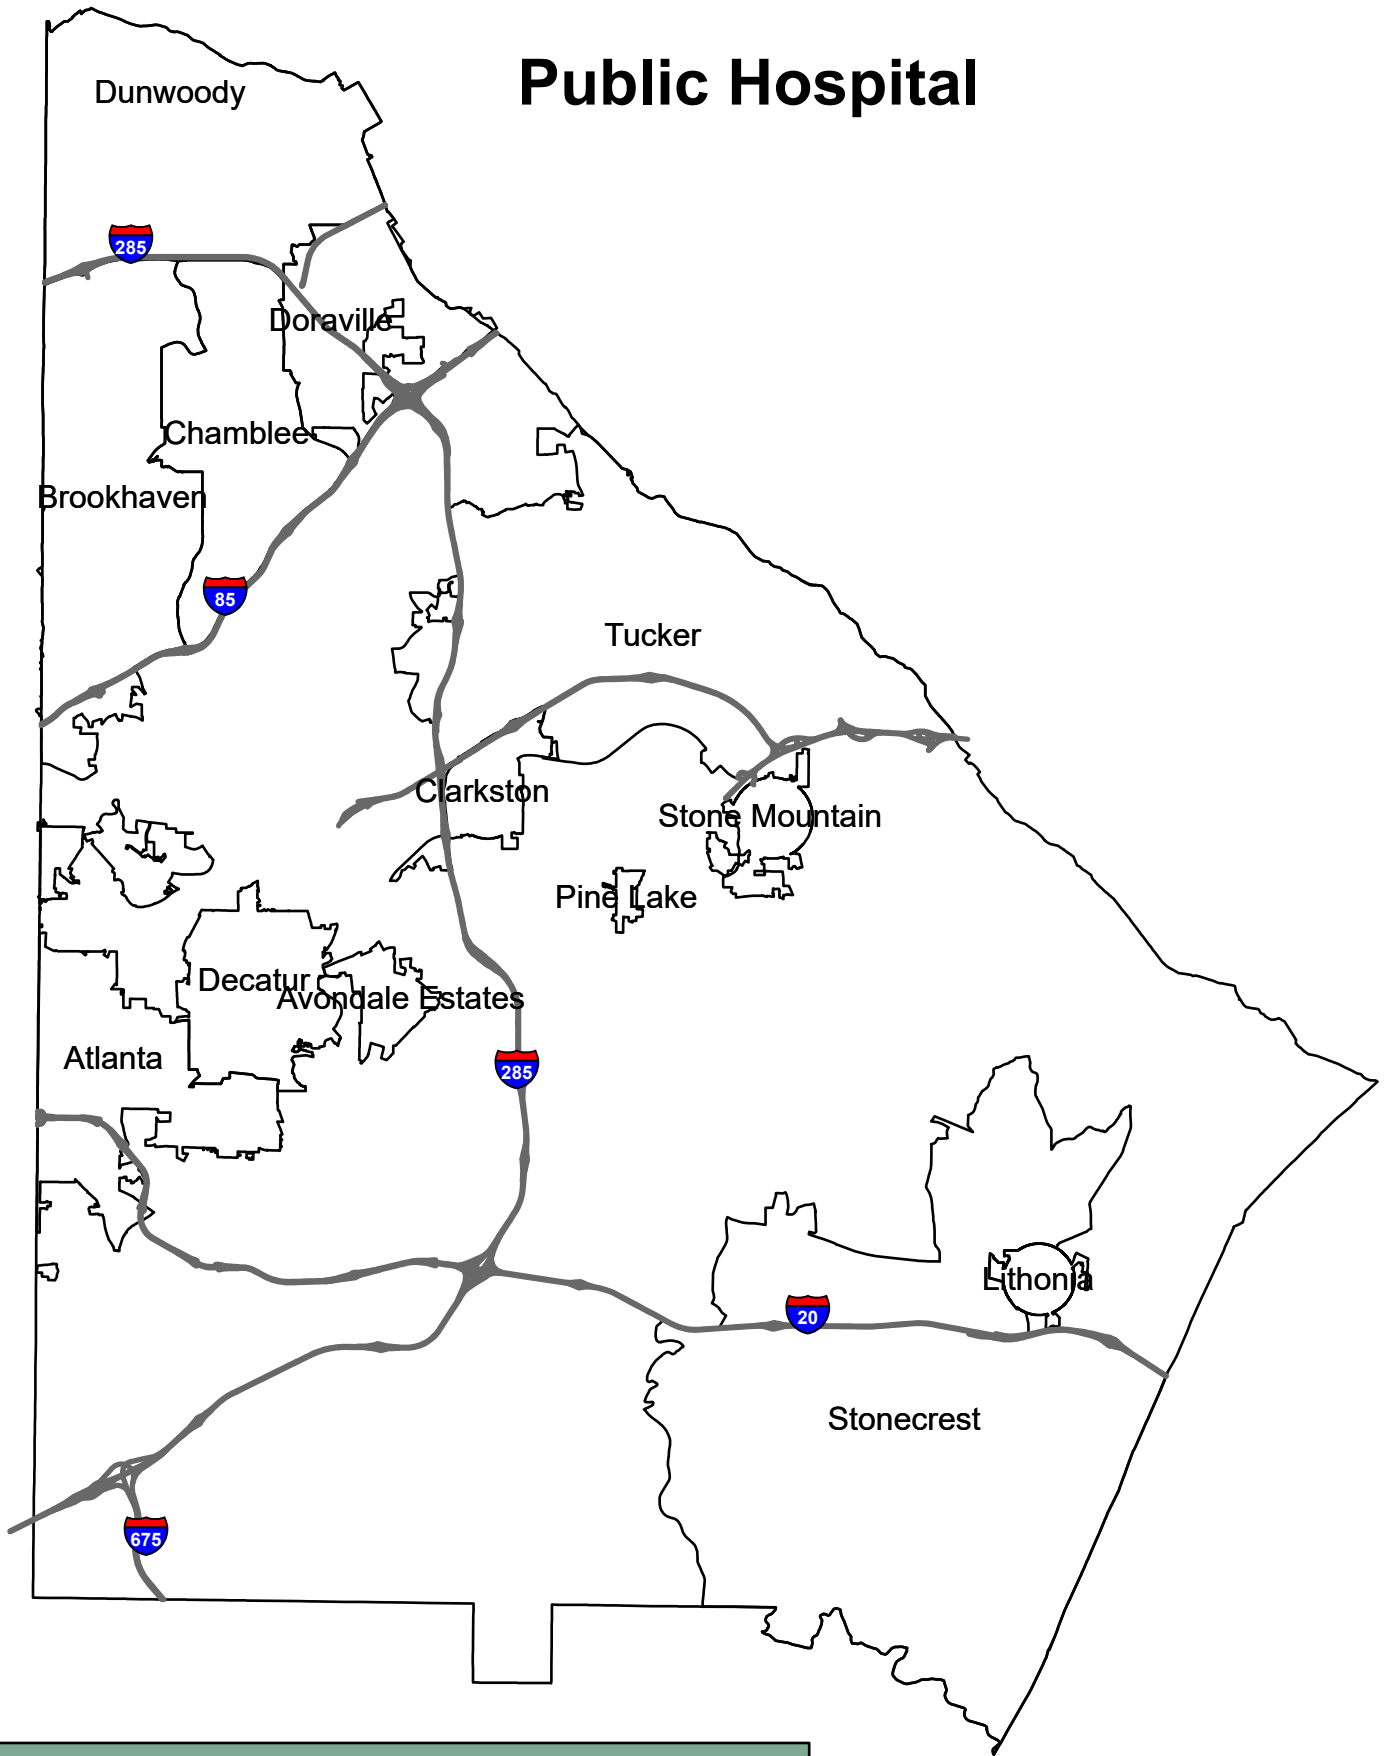 Public Hospital
Dunwoody
285
Doraville
Chamblee
Brookhaven
85
Tucker
Clarkston
Stone Mountain
Pine Lake
Decatur
Avondale Estates
Atlanta
285
Lithonia
20
Stonecrest
675